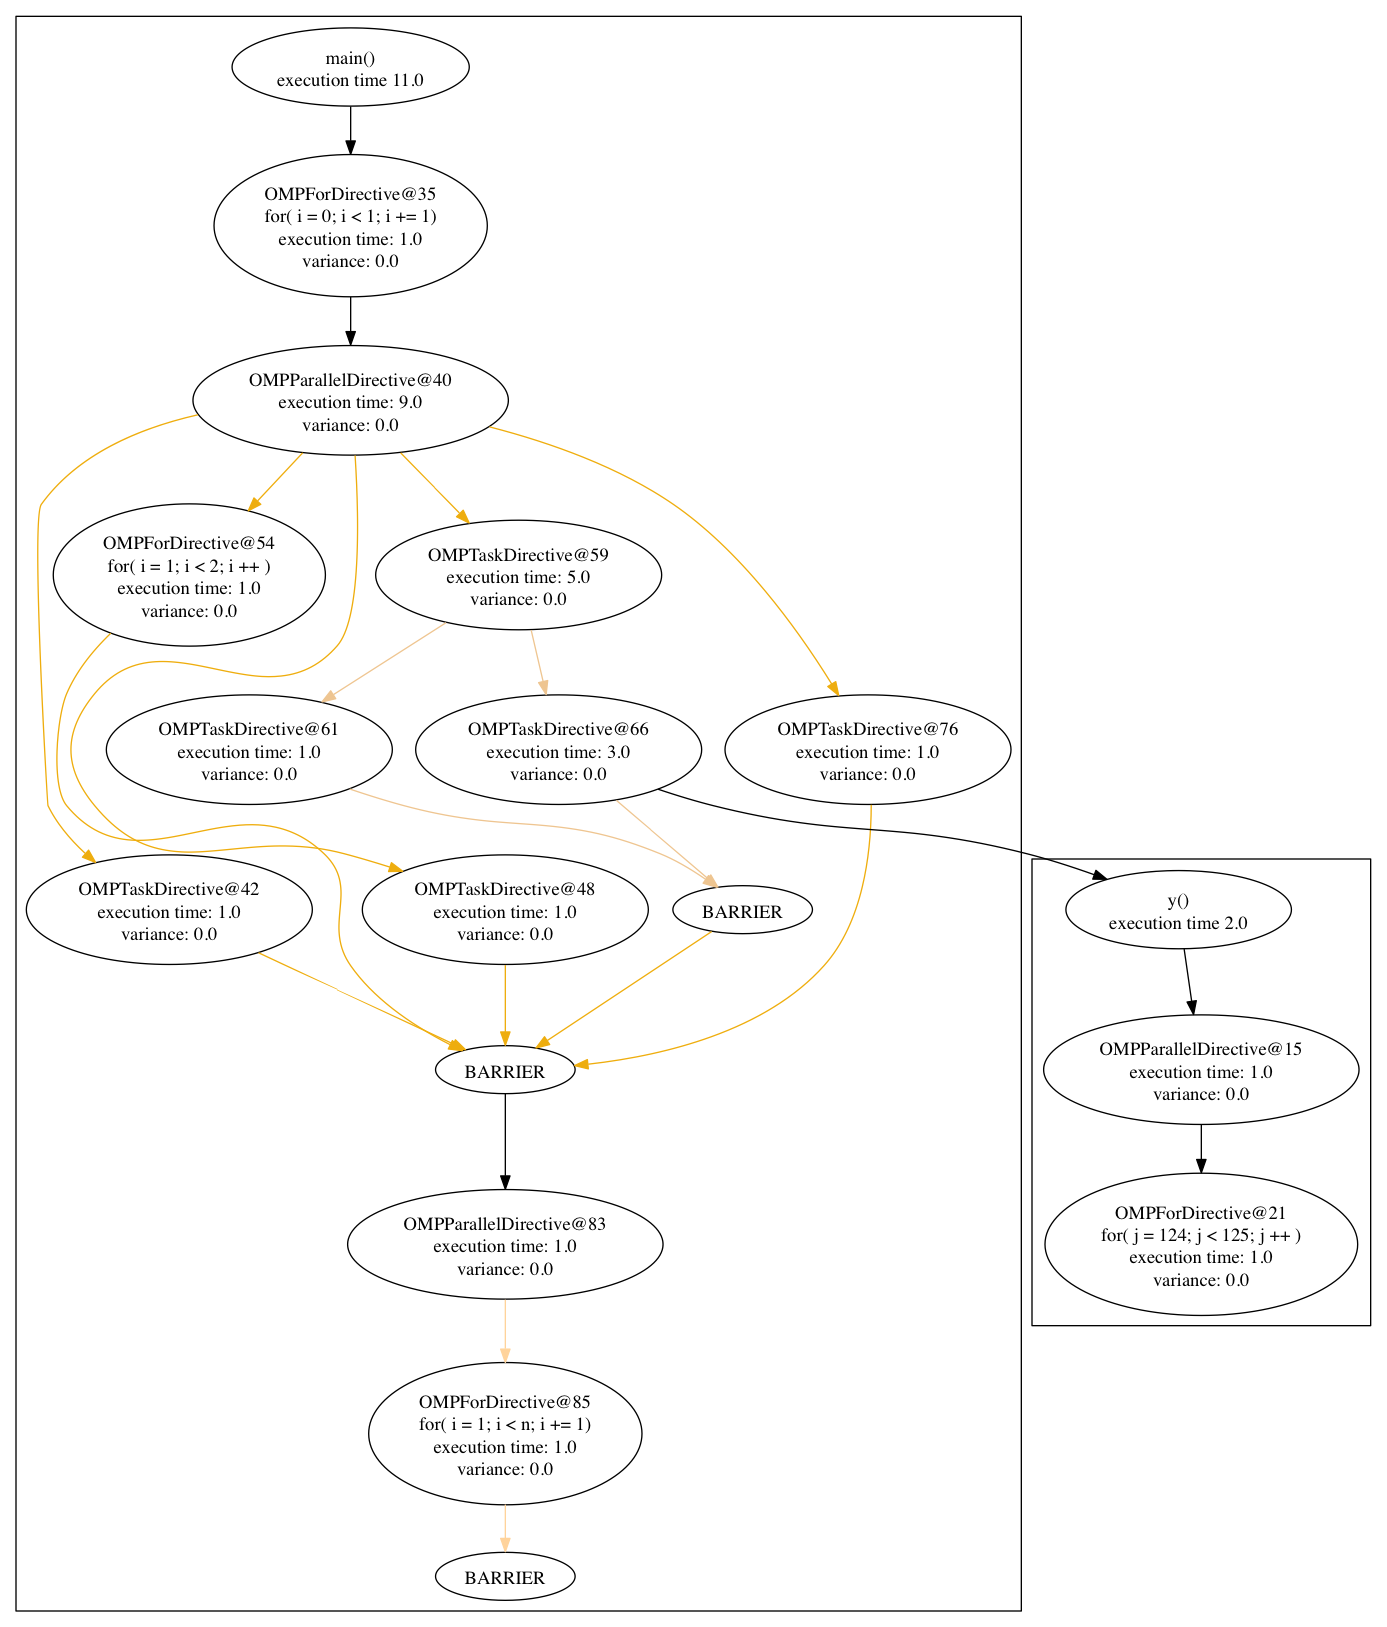 main()
execution time 11.0
OMPForDirective@35
for( i = 0; i < 1; i += 1)
execution time: 1.0
variance: 0.0
OMPParallelDirective@40
execution time: 9.0
variance: 0.0
OMPForDirective@54
for( i = 1; i < 2; i ++ )
execution time: 1.0
variance: 0.0
OMPTaskDirective@59
execution time: 5.0
variance: 0.0
OMPTaskDirective@61
execution time: 1.0
variance: 0.0
OMPTaskDirective@66
execution time: 3.0
variance: 0.0
OMPTaskDirective@76
execution time: 1.0
variance: 0.0
OMPTaskDirective@42
execution time: 1.0
variance: 0.0
OMPTaskDirective@48
execution time: 1.0
variance: 0.0
BARRIER
y()
execution time 2.0
BARRIER
OMPParallelDirective@15
execution time: 1.0
variance: 0.0
OMPParallelDirective@83
execution time: 1.0
variance: 0.0
OMPForDirective@21
for( j = 124; j < 125; j ++ )
execution time: 1.0
variance: 0.0
OMPForDirective@85
for( i = 1; i < n; i += 1)
execution time: 1.0
variance: 0.0
BARRIER